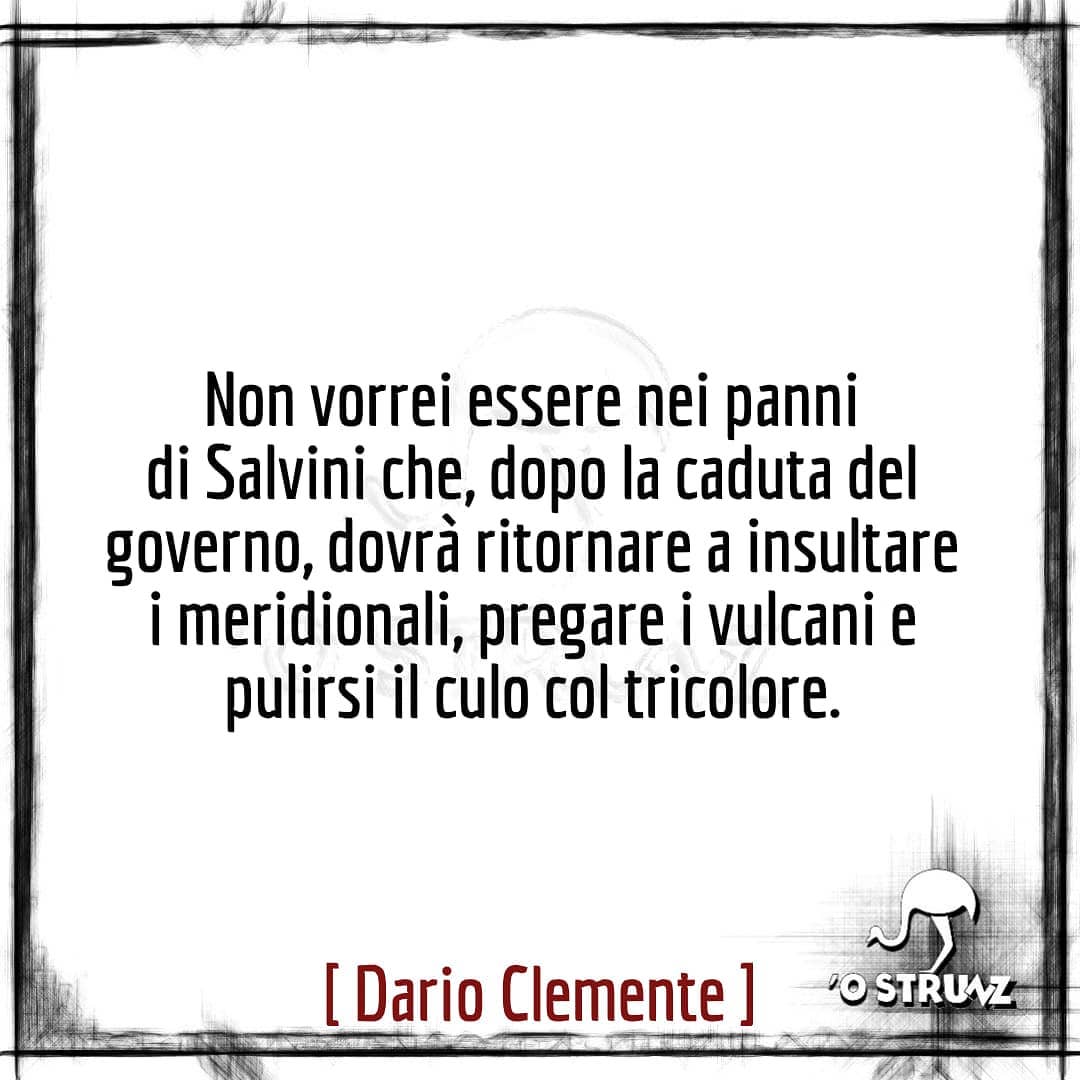 Non vorrei essere nei panni
di Salvini che, dopo la caduta del
governo, dovrà ritornare a insultare
i meridionali, pregare i vulcani e
pulirsi il culo col tricolore.
[ Dario Clemente ]
'O STRUNZ